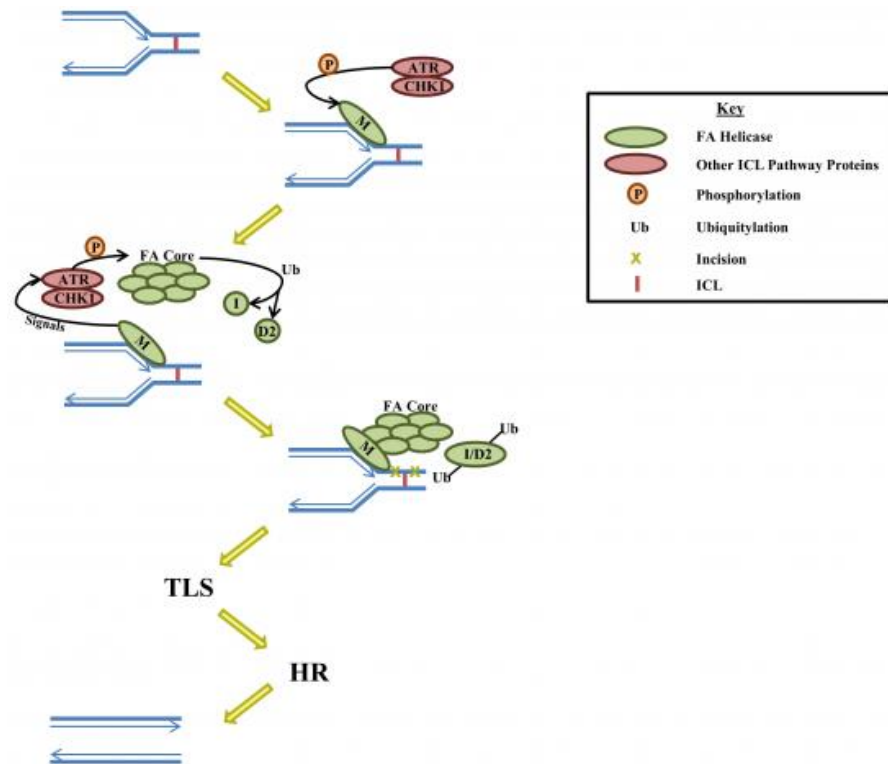 P
ATR
CHK1
M
Key
FA Helicase
Other ICL Pathway Proteins
P Phosphorylation
Ub Ubiquitylation
X Incision
ICL
P
FA Core
Ub
ATR
CHK1
I
D2
Signals
M
FA Core
Ub
M
I/D2
Ub
TLS
HR